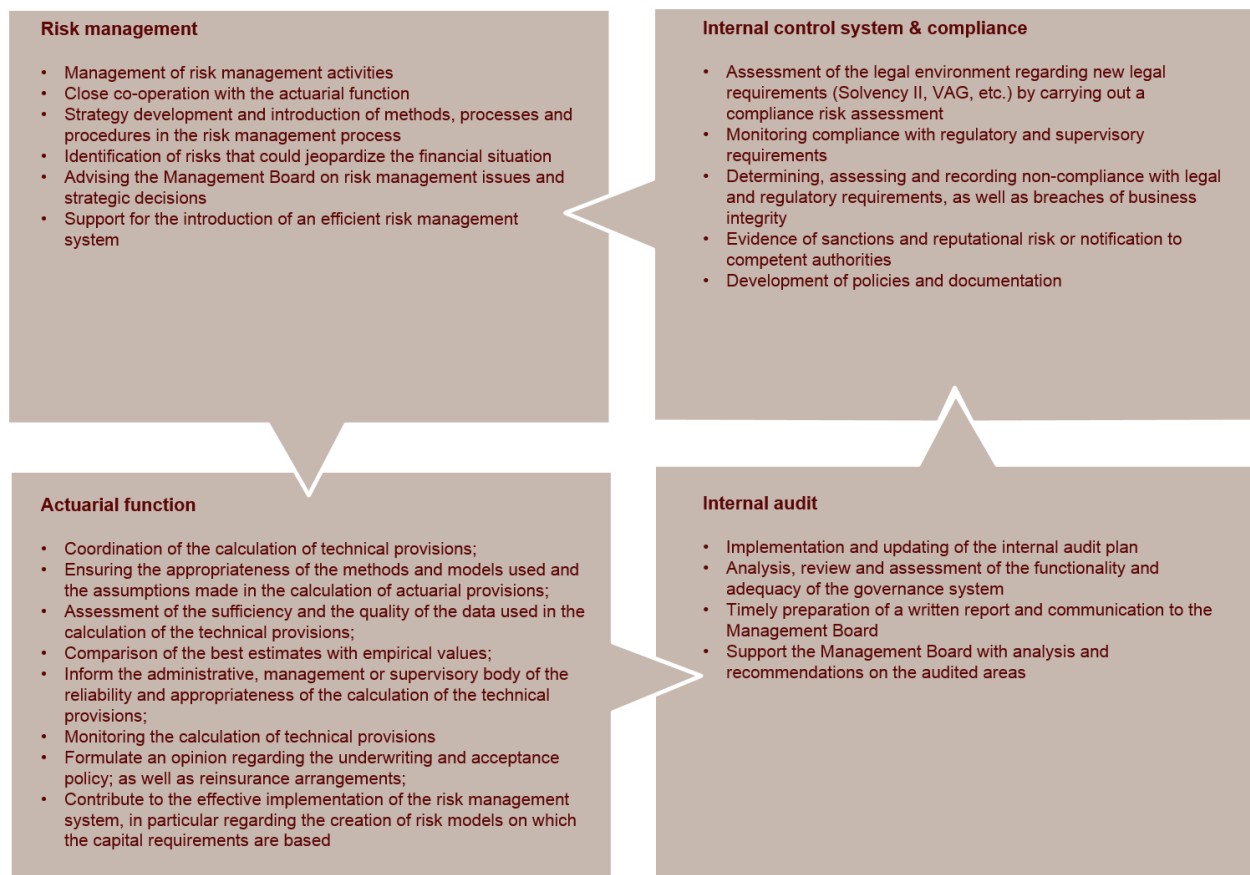 Risk management
• Management of risk management activities
• Close co-operation with the actuarial function
• Strategy development and introduction of methods, processes and
procedures in the risk management process
• Identification of risks that could jeopardize the financial situation
• Advising the Management Board on risk management issues and
strategic decisions
• Support for the introduction of an efficient risk management
system
Internal control system & compliance
• Assessment of the legal environment regarding new legal
requirements (Solvency II, VAG, etc.) by carrying out a
compliance risk assessment
• Monitoring compliance with regulatory and supervisory
requirements
• Determining, assessing and recording non-compliance with legal
and regulatory requirements, as well as breaches of business
integrity
• Evidence of sanctions and reputational risk or notification to
competent authorities
• Development of policies and documentation
Actuarial function
• Coordination of the calculation of technical provisions;
• Ensuring the appropriateness of the methods and models used and
the assumptions made in the calculation of actuarial provisions;
• Assessment of the sufficiency and the quality of the data used in the
calculation of the technical provisions;
• Comparison of the best estimates with empirical values;
• Inform the administrative, management or supervisory body of the
reliability and appropriateness of the calculation of the technical
provisions;
• Monitoring the calculation of technical provisions
• Formulate an opinion regarding the underwriting and acceptance
policy; as well as reinsurance arrangements;
• Contribute to the effective implementation of the risk management
system, in particular regarding the creation of risk models on which
the capital requirements are based
Internal audit
• Implementation and updating of the internal audit plan
• Analysis, review and assessment of the functionality and
adequacy of the governance system
• Timely preparation of a written report and communication to the
Management Board
• Support the Management Board with analysis and
recommendations on the audited areas